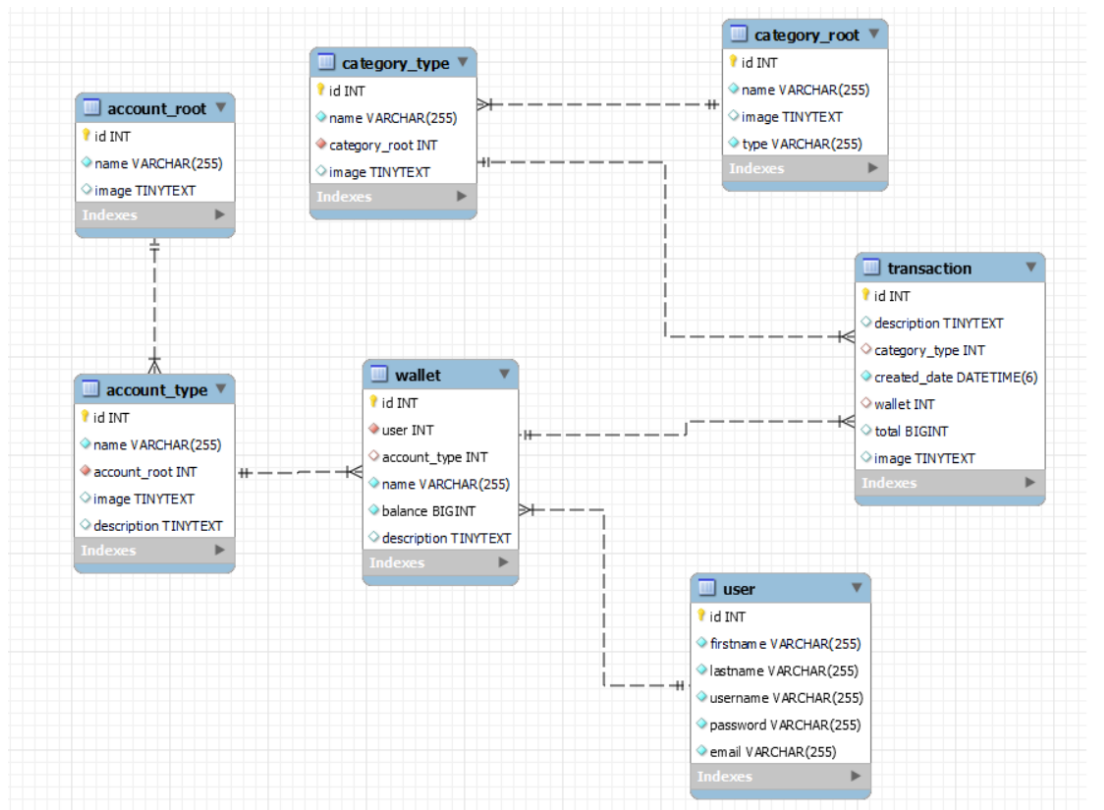 account_root
id INT
name VARCHAR(255)
image TINYTEXT
Indexes
category_type
id INT
name VARCHAR(255)
category_root INT
image TINYTEXT
Indexes
category_root
id INT
name VARCHAR(255)
image TINYTEXT
type VARCHAR(255)
Indexes
transaction
id INT
description TINYTEXT
category_type INT
created_date DATETIME(6)
wallet INT
total BIGINT
image TINYTEXT
Indexes
account_type
id INT
name VARCHAR(255)
account_root INT
image TINYTEXT
description TINYTEXT
Indexes
wallet
id INT
user INT
account_type INT
name VARCHAR(255)
balance BIGINT
description TINYTEXT
Indexes
user
id INT
firstname VARCHAR(255)
lastname VARCHAR(255)
username VARCHAR(255)
password VARCHAR(255)
email VARCHAR(255)
Indexes